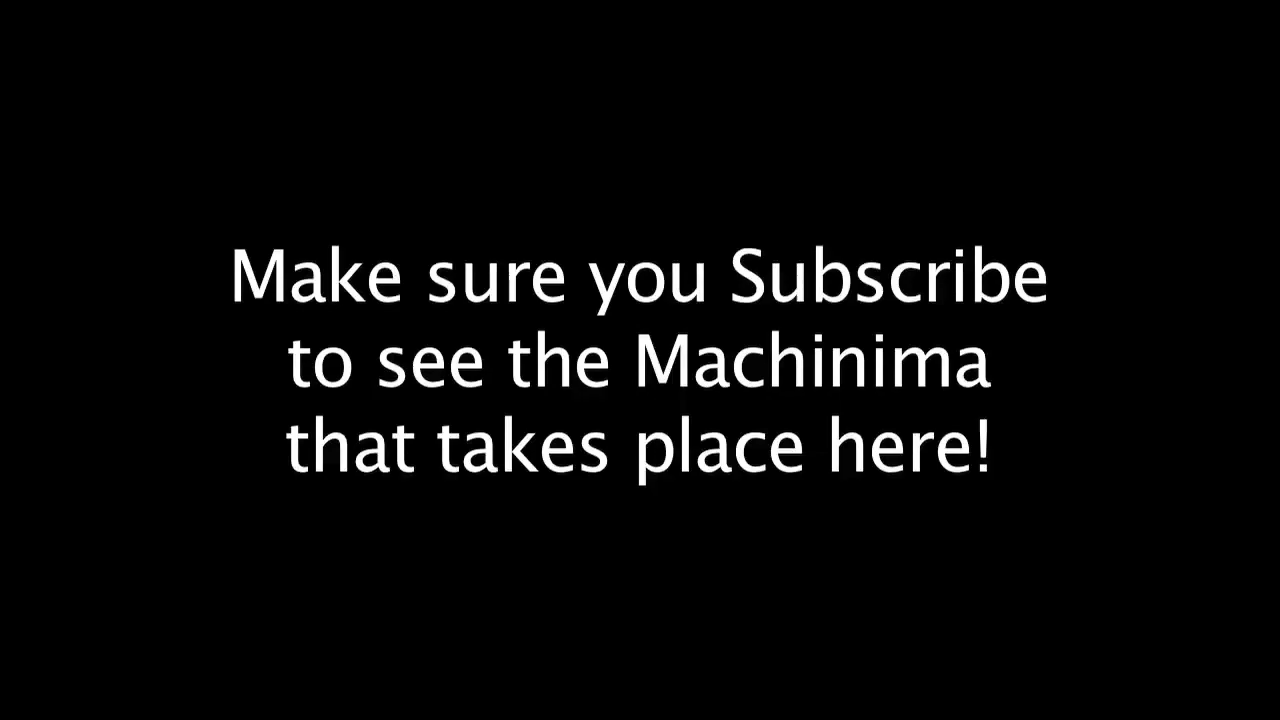 Make sure you Subscribe
to see the Machinima
that takes place here!